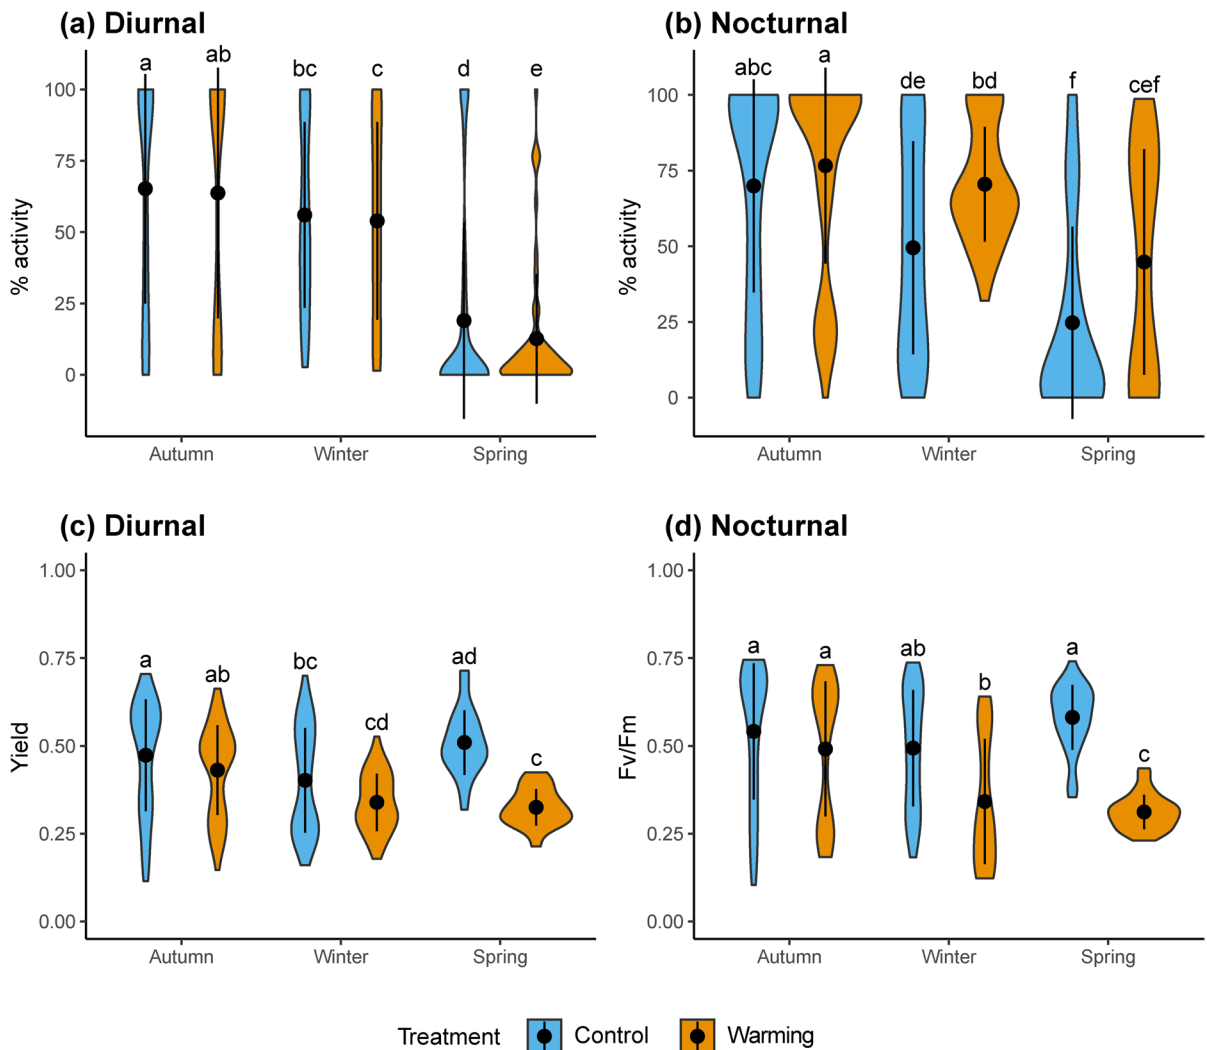 (a) Diurnal
(b) Nocturnal
% activity
100
75
50
25
0
a
ab
bc
c
d
e
Autumn
Winter
Spring
% activity
100
75
50
25
0
abc
a
de
bd
f
cef
Autumn
Winter
Spring
(c) Diurnal
(d) Nocturnal
Yield
1.00
0.75
0.50
0.25
0.00
a
ab
bc
cd
ad
c
Autumn
Winter
Spring
Fv/Fm
1.00
0.75
0.50
0.25
0.00
a
a
ab
b
a
c
Autumn
Winter
Spring
Treatment
Control
Warming